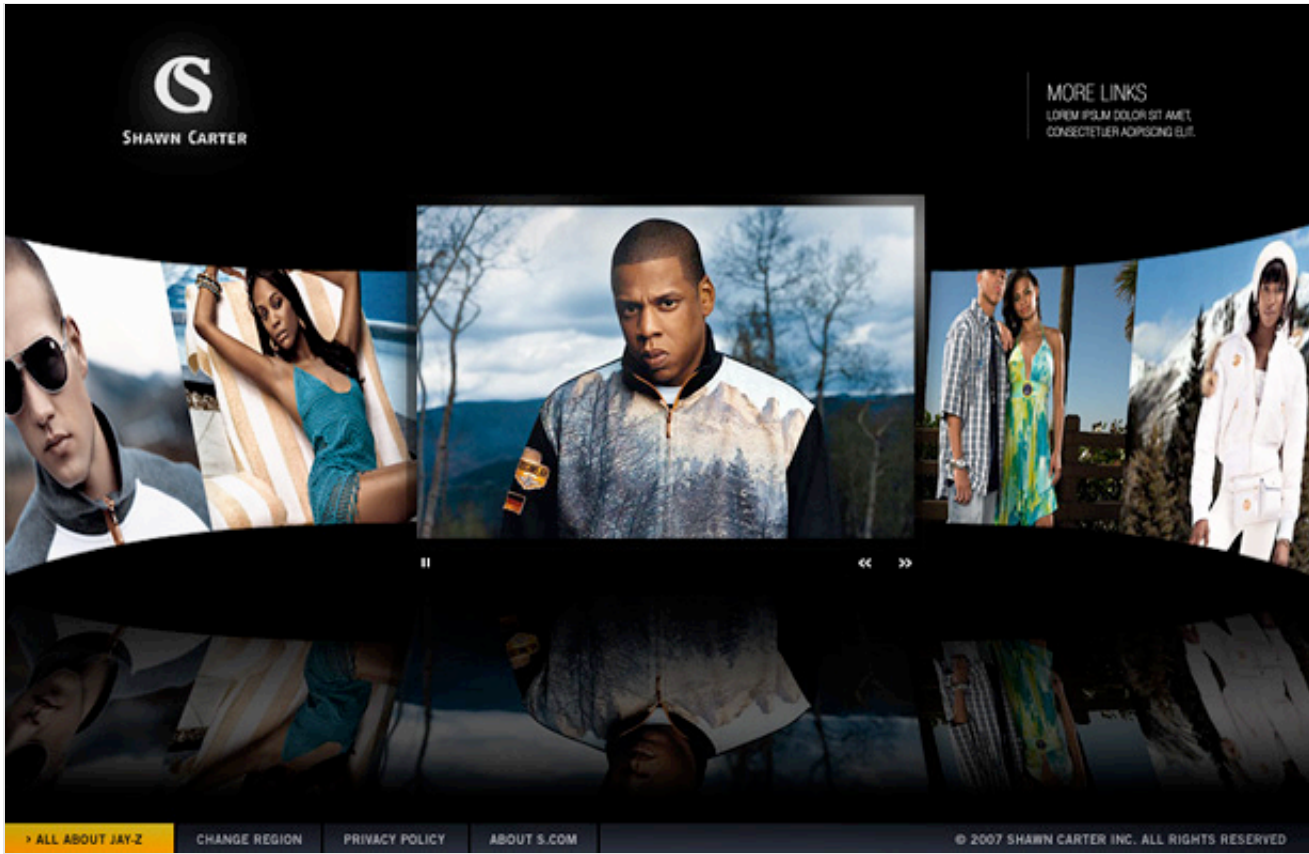 S
SHAWN CARTER
MORE LINKS
LOREM IPSUM DOLOR SIT AMET,
CONSECTETUER ADIPISCING ELIT.
› ALL ABOUT JAY-Z
CHANGE REGION
PRIVACY POLICY
ABOUT S.COM
© 2007 SHAWN CARTER INC. ALL RIGHTS RESERVED